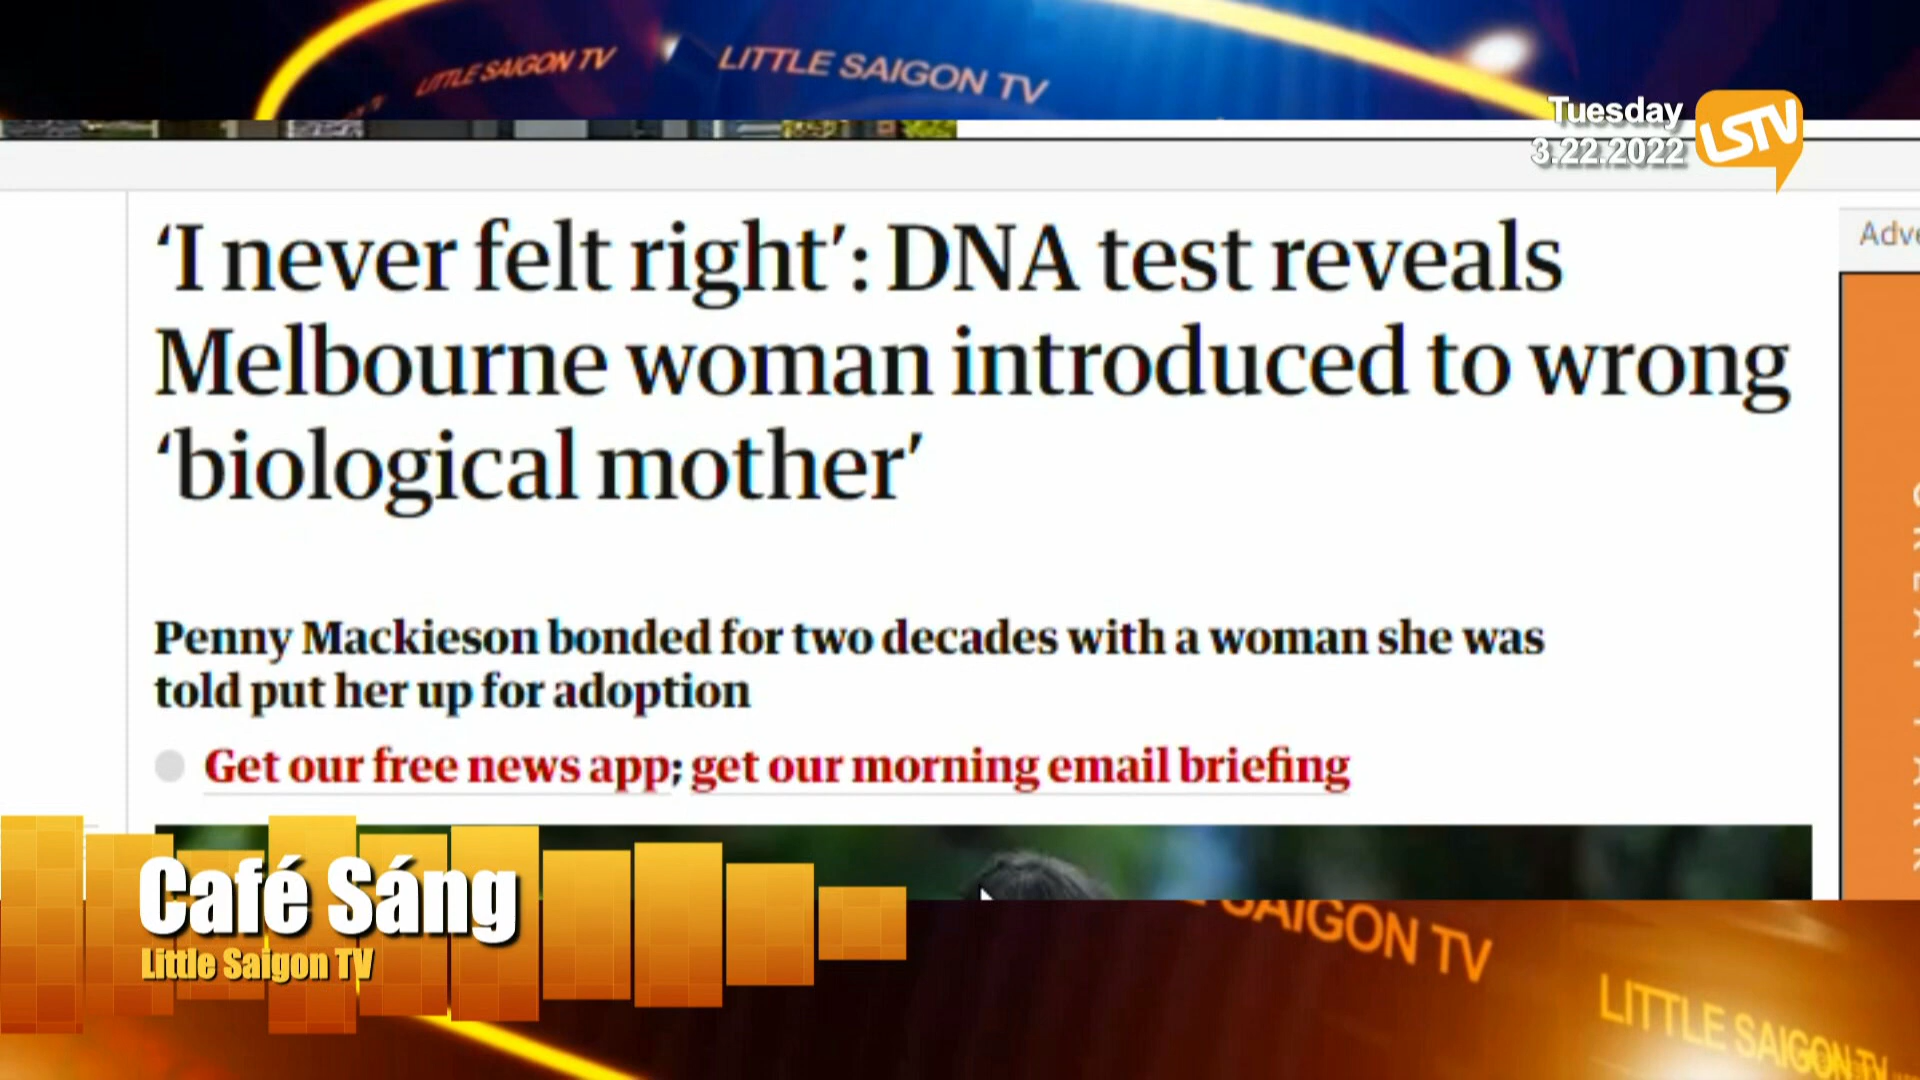 LITTLE SAIGON TV
LITTLE SAIGON TV
Tuesday
3.22.2022
LSTV
‘I never felt right’: DNA test reveals
Melbourne woman introduced to wrong
‘biological mother’
Adve
Penny Mackieson bonded for two decades with a woman she was
told put her up for adoption
Get our free news app; get our morning email briefing
Café Sáng
Little Saigon TV
SAIGON TV
LITTLE SAIGON TV